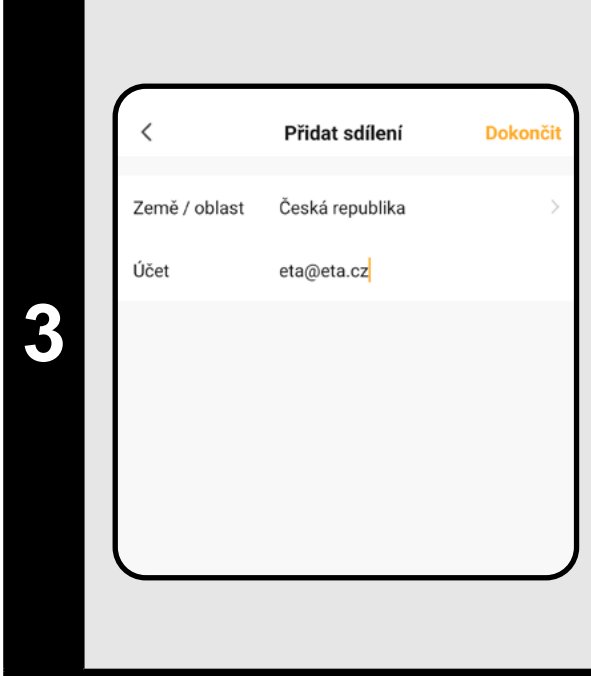 3
Přidat sdílení Dokončit
Země / oblast Česká republika
Účet eta@eta.cz